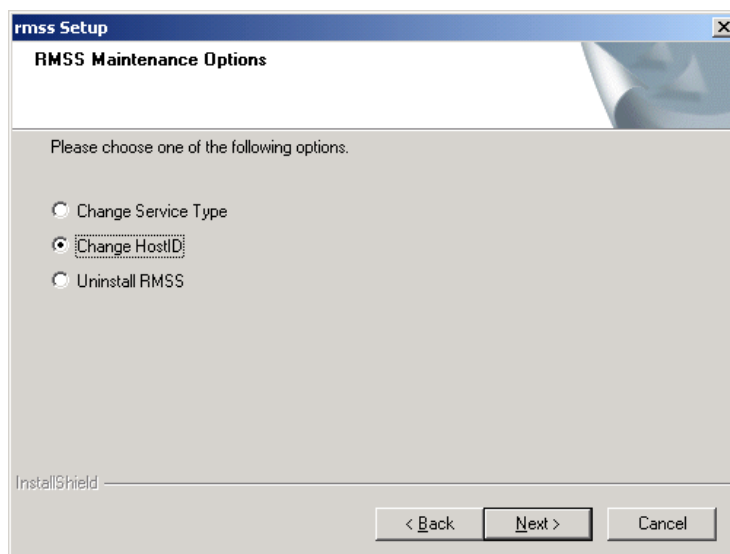 rmss Setup
RMSS Maintenance Options
Please choose one of the following options.
Change Service Type
Change HostID
Uninstall RMSS
InstallShield
< Back Next > Cancel